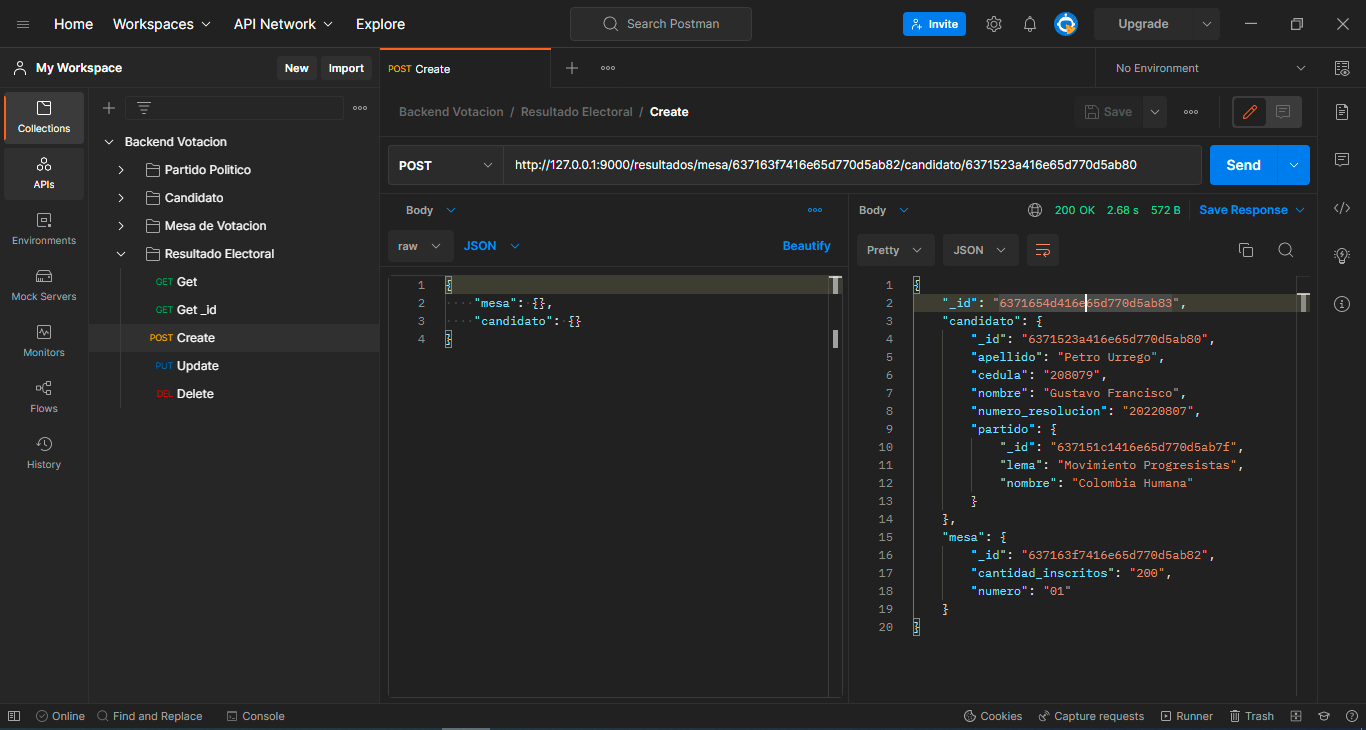 Home Workspaces API Network Explore Search Postman Invite Upgrade
My Workspace New Import POST Create No Environment
Collections
APIs
Environments
Mock Servers
Monitors
Flows
History
Backend Votacion
Partido Politico
Candidato
Mesa de Votacion
Resultado Electoral
GET Get
GET Get _id
POST Create
PUT Update
DEL Delete
Backend Votacion / Resultado Electoral / Create Save
POST http://127.0.0.1:9000/resultados/mesa/637163f7416e65d770d5ab82/candidato/6371523a416e65d770d5ab80 Send
Body
raw JSON Beautify
1 {
2 "mesa": {},
3 "candidato": {}
4 }
Body 200 OK 2.68 s 572 B Save Response
Pretty JSON
1 {
2 "_id": "6371654d416e65d770d5ab83",
3 "candidato": {
4 "_id": "6371523a416e65d770d5ab80",
5 "apellido": "Petro Urrego",
6 "cedula": "208079",
7 "nombre": "Gustavo Francisco",
8 "numero_resolucion": "20220807",
9 "partido": {
10 "_id": "637151c1416e65d770d5ab7f",
11 "lema": "Movimiento Progresistas",
12 "nombre": "Colombia Humana"
13 }
14 },
15 "mesa": {
16 "_id": "637163f7416e65d770d5ab82",
17 "cantidad_inscritos": "200",
18 "numero": "01"
19 }
20 }
Online Find and Replace Console Cookies Capture requests Runner Trash